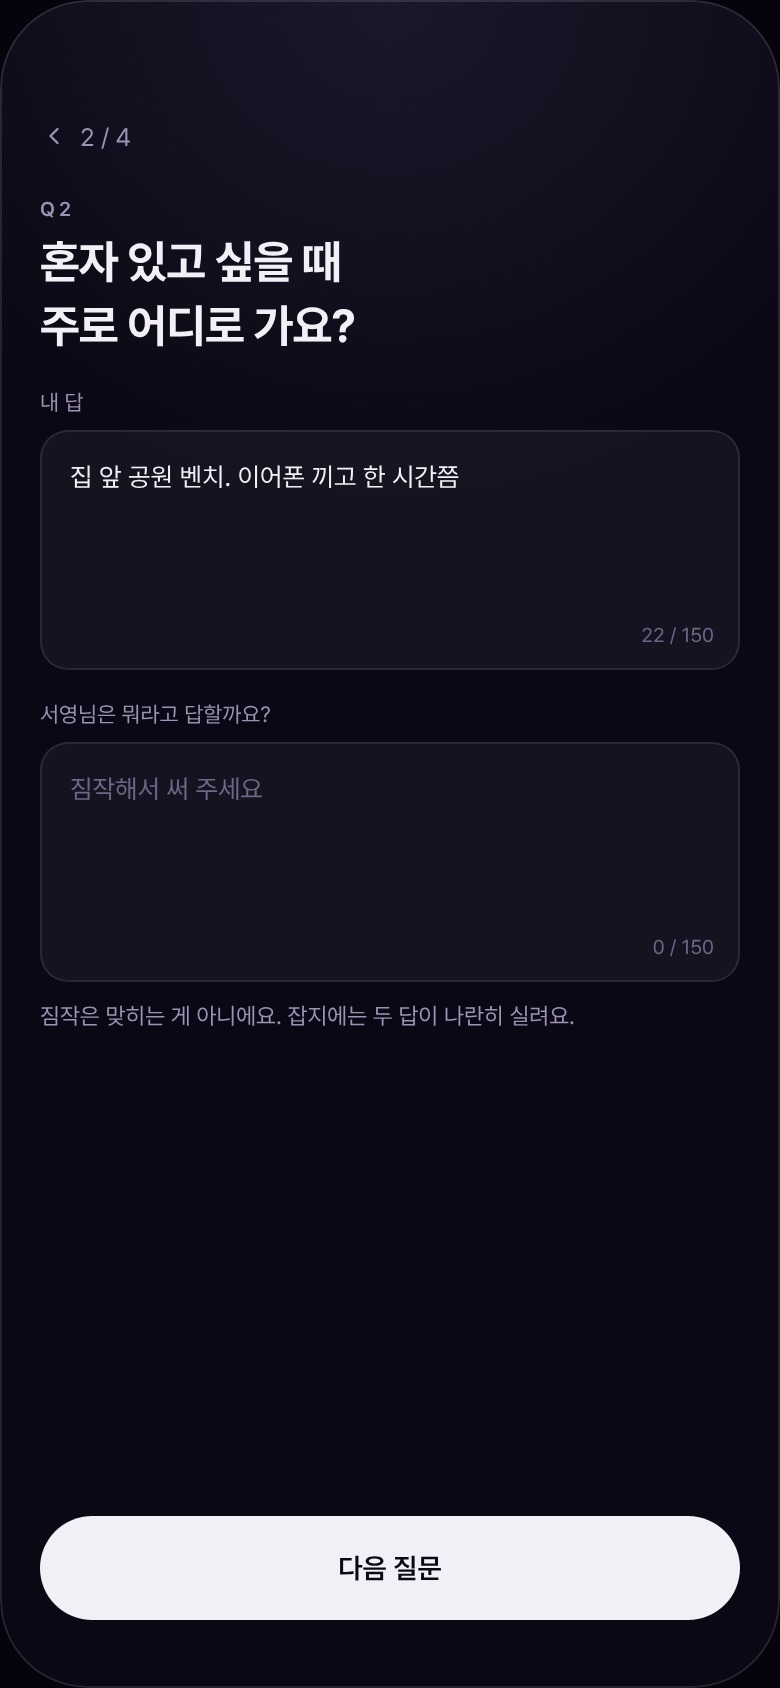 2 / 4
Q 2
혼자 있고 싶을 때
주로 어디로 가요?
내 답
집 앞 공원 벤치. 이어폰 끼고 한 시간쯤
22 / 150
서영님은 뭐라고 답할까요?
짐작해서 써 주세요
0 / 150
짐작은 맞히는 게 아니에요. 잡지에는 두 답이 나란히 실려요.
다음 질문